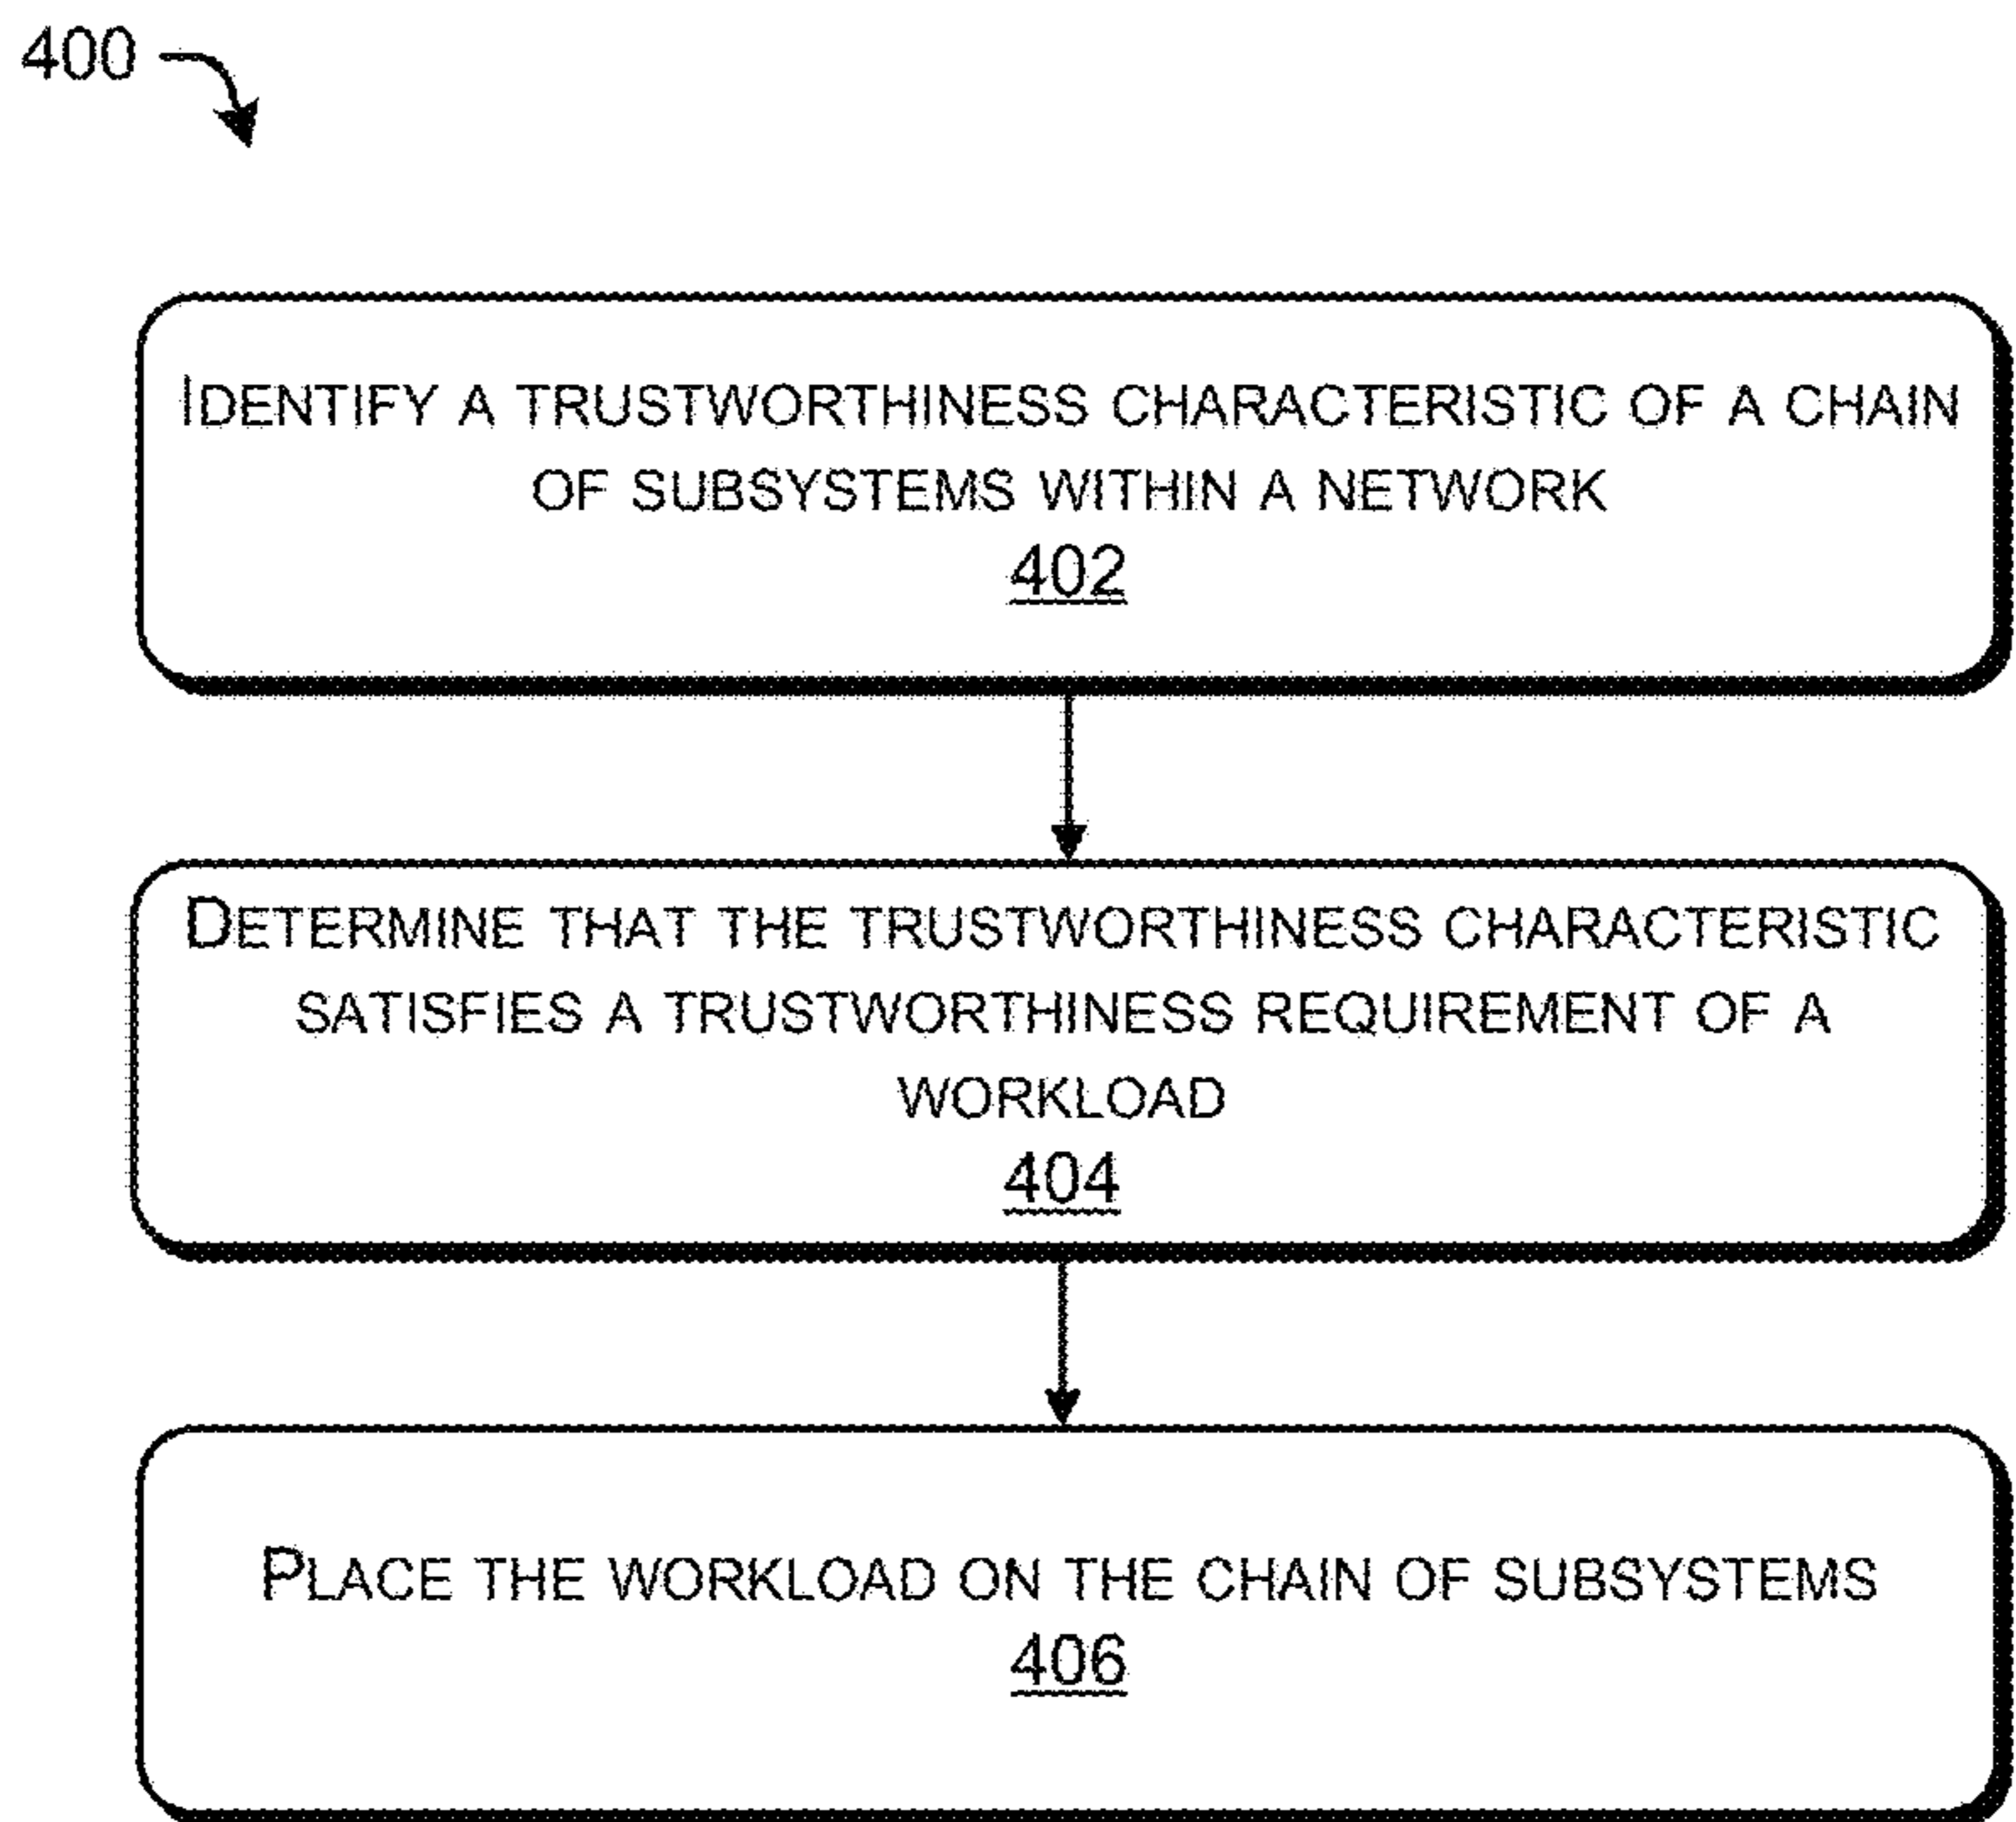 400
IDENTIFY A TRUSTWORTHINESS CHARACTERISTIC OF A CHAIN
OF SUBSYSTEMS WITHIN A NETWORK
402
DETERMINE THAT THE TRUSTWORTHINESS CHARACTERISTIC
SATISFIES A TRUSTWORTHINESS REQUIREMENT OF A
WORKLOAD
404
PLACE THE WORKLOAD ON THE CHAIN OF SUBSYSTEMS
406